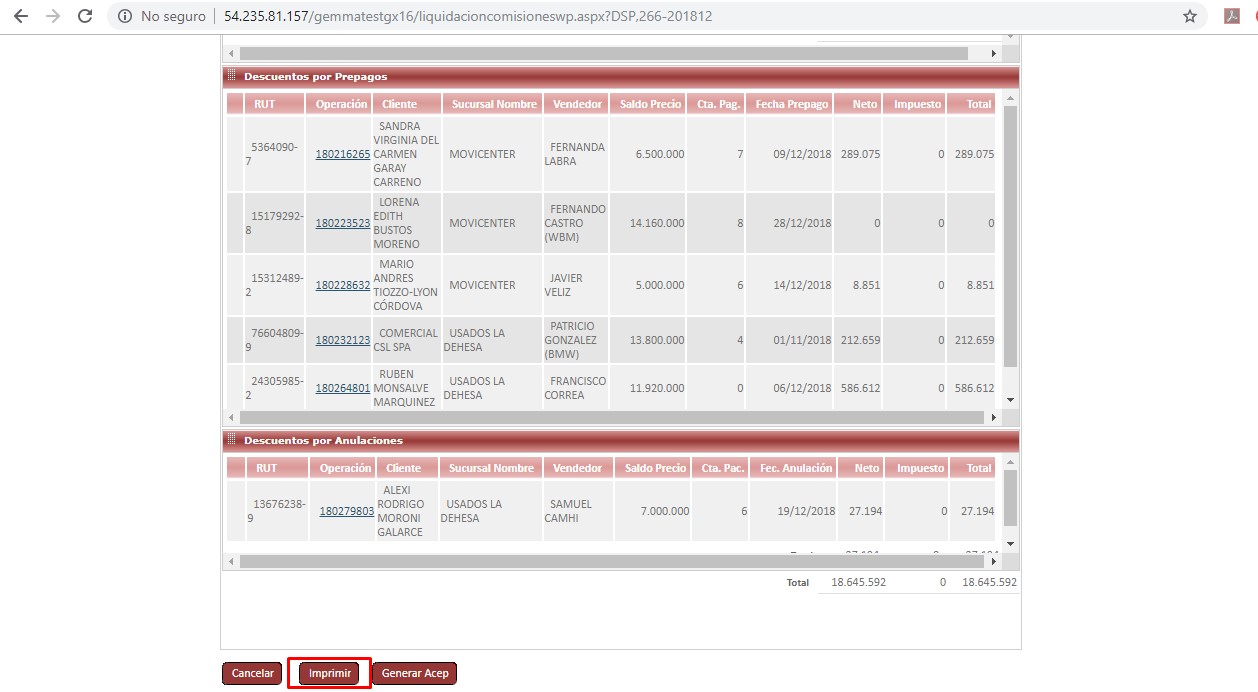 No seguro
54.235.81.157/gemmatestgx16/liquidacioncomisioneswp.aspx?DSP,266-201812
Descuentos por Prepagos
RUT Operación Cliente Sucursal Nombre Vendedor Saldo Precio Cta. Pag. Fecha Prepago Neto Impuesto Total
5364090-7 180216265 SANDRA VIRGINIA DEL CARMEN GARAY CARRENO MOVICENTER FERNANDA LABRA 6.500.000 7 09/12/2018 289.075 0 289.075
15179292-8 180223523 LORENA EDITH BUSTOS MORENO MOVICENTER FERNANDO CASTRO (WBM) 14.160.000 8 28/12/2018 0 0 0
15312489-2 180228632 MARIO ANDRES TIOZZO-LYON CÓRDOVA MOVICENTER JAVIER VELIZ 5.000.000 6 14/12/2018 8.851 0 8.851
76604809-9 180232123 COMERCIAL CSL SPA USADOS LA DEHESA PATRICIO GONZALEZ (BMW) 13.800.000 4 01/11/2018 212.659 0 212.659
24305985-2 180264801 RUBEN MONSALVE MARQUINEZ USADOS LA DEHESA FRANCISCO CORREA 11.920.000 0 06/12/2018 586.612 0 586.612
Descuentos por Anulaciones
RUT Operación Cliente Sucursal Nombre Vendedor Saldo Precio Cta. Pac. Fec. Anulación Neto Impuesto Total
13676238-9 180279803 ALEXI RODRIGO MORONI GALARCE USADOS LA DEHESA SAMUEL CAMHI 7.000.000 6 19/12/2018 27.194 0 27.194
Total 18.645.592 0 18.645.592
Cancelar Imprimir Generar Acep